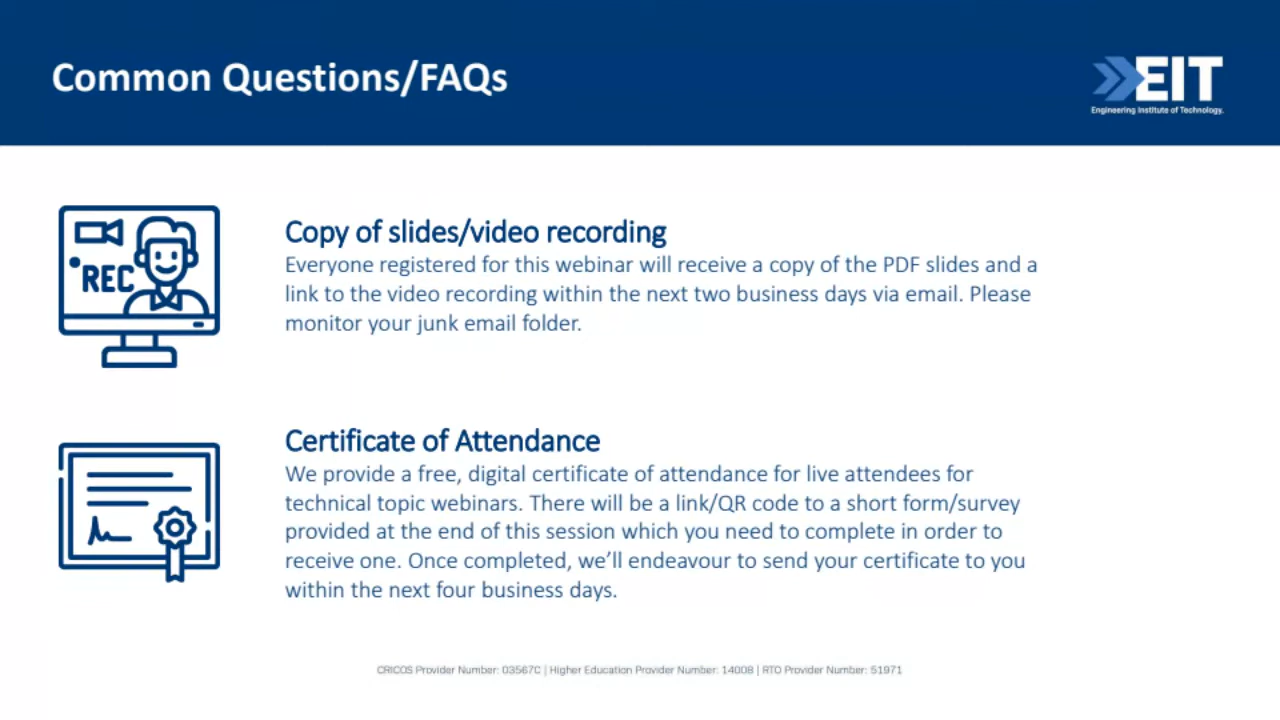 Common Questions/FAQs
EIT
Engineering Institute of Technology.
REC
Copy of slides/video recording
Everyone registered for this webinar will receive a copy of the PDF slides and a
link to the video recording within the next two business days via email. Please
monitor your junk email folder.
Certificate of Attendance
We provide a free, digital certificate of attendance for live attendees for
technical topic webinars. There will be a link/QR code to a short form/survey
provided at the end of this session which you need to complete in order to
receive one. Once completed, we’ll endeavour to send your certificate to you
within the next four business days.
CRICOS Provider Number: 03567C | Higher Education Provider Number: 14008 | RTO Provider Number: 51971